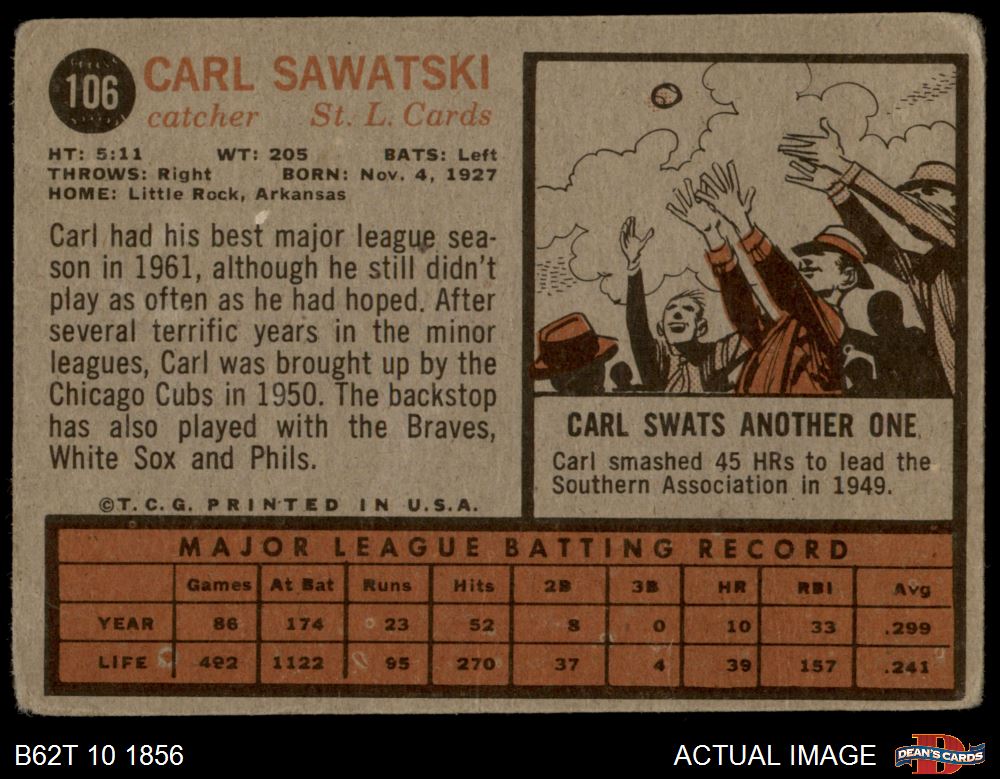 106
CARL SAWATSKI
catcher St. L. Cards
HT: 5:11 WT: 205 BATS: Left
THROWS: Right BORN: Nov. 4, 1927
HOME: Little Rock, Arkansas
Carl had his best major league sea-
son in 1961, although he still didn't
play as often as he had hoped. After
several terrific years in the minor
leagues, Carl was brought up by the
Chicago Cubs in 1950. The backstop
has also played with the Braves,
White Sox and Phils.
©T.C.G. PRINTED IN U.S.A.
CARL SWATS ANOTHER ONE
Carl smashed 45 HRs to lead the
Southern Association in 1949.
MAJOR LEAGUE BATTING RECORD
Games At Bat Runs Hits 2B 3B HR RBI Avg
YEAR 86 174 23 52 8 0 10 33 .299
LIFE 492 1122 95 270 37 4 39 157 .241
B62T 10 1856
ACTUAL IMAGE
D
DEAN'S CARDS